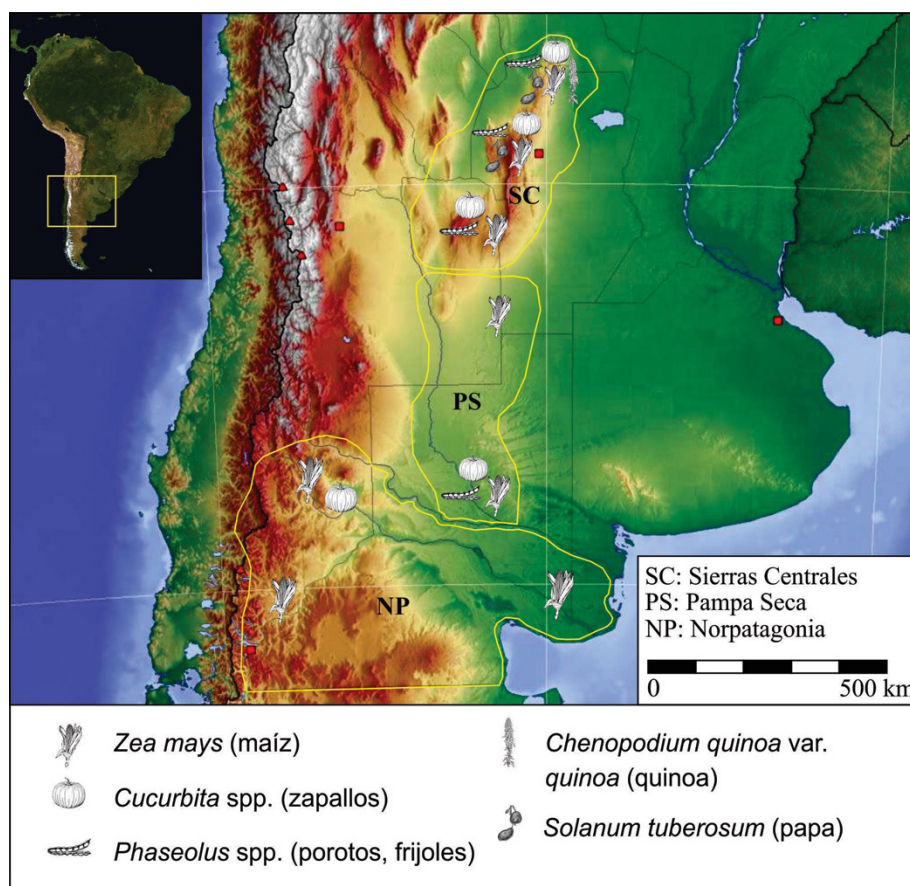 SC
PS
NP
SC: Sierras Centrales
PS: Pampa Seca
NP: Norpatagonia
0 500 km
Zea mays (maíz)
Cucurbita spp. (zapallos)
Phaseolus spp. (porotos, frijoles)
Chenopodium quinoa var.
quinoa (quinoa)
Solanum tuberosum (papa)